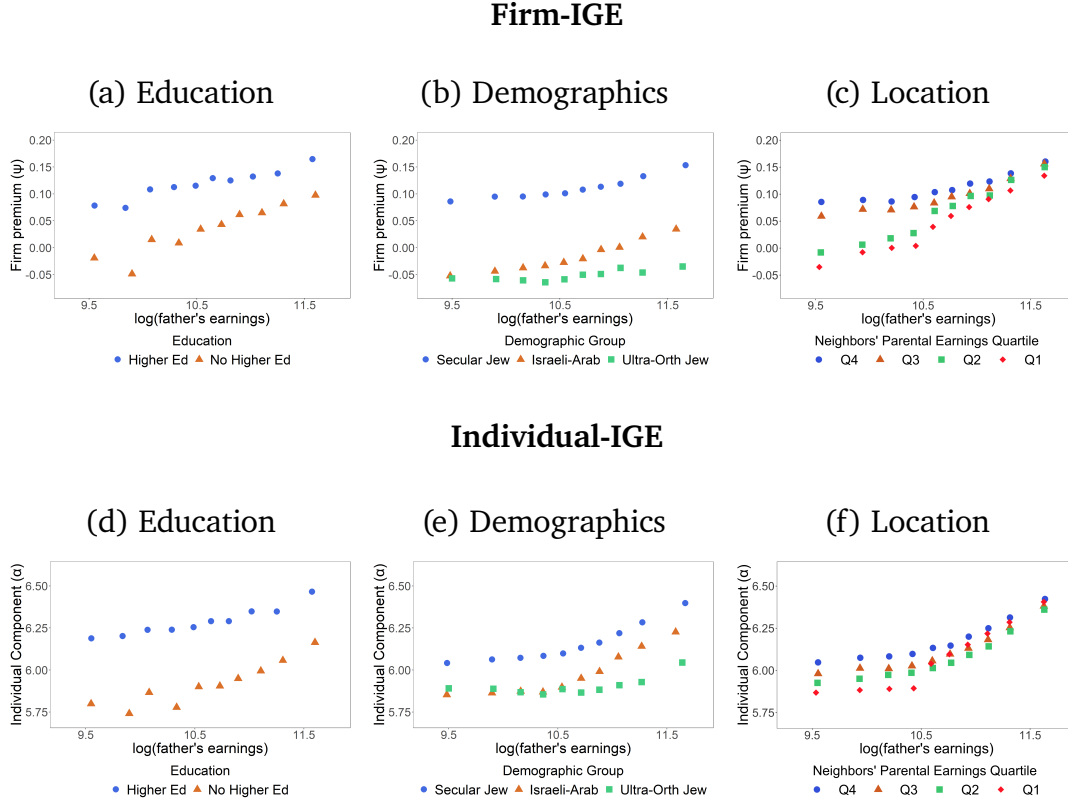 Firm-IGE
(a) Education
(b) Demographics
(c) Location
Firm premium (ψ)
0.20
0.15
0.10
0.05
0.00
-0.05
9.5
10.5
11.5
log(father's earnings)
Education
Higher Ed
No Higher Ed
Firm premium (ψ)
0.20
0.15
0.10
0.05
0.00
-0.05
9.5
10.5
11.5
log(father's earnings)
Demographic Group
Secular Jew
Israeli-Arab
Ultra-Orth Jew
Firm premium (ψ)
0.20
0.15
0.10
0.05
0.00
-0.05
9.5
10.5
11.5
log(father's earnings)
Neighbors' Parental Earnings Quartile
Q4
Q3
Q2
Q1
Individual-IGE
(d) Education
(e) Demographics
(f) Location
Individual Component (α)
6.50
6.25
6.00
5.75
9.5
10.5
11.5
log(father's earnings)
Education
Higher Ed
No Higher Ed
Individual Component (α)
6.50
6.25
6.00
5.75
9.5
10.5
11.5
log(father's earnings)
Demographic Group
Secular Jew
Israeli-Arab
Ultra-Orth Jew
Individual Component (α)
6.50
6.25
6.00
5.75
9.5
10.5
11.5
log(father's earnings)
Neighbors' Parental Earnings Quartile
Q4
Q3
Q2
Q1